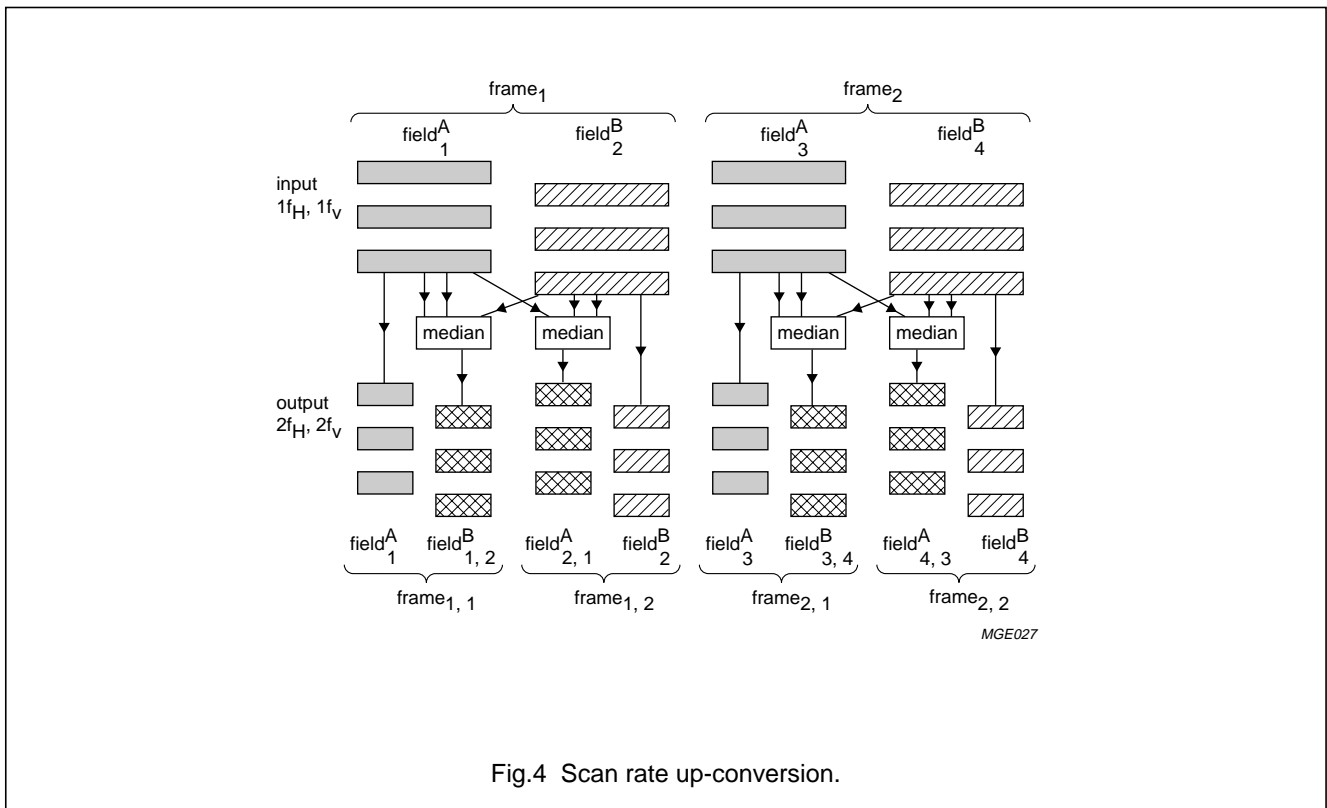 frame1 frame2
fieldA1 fieldB2 fieldA3 fieldB4
input
1fH, 1fv
median median median median
output
2fH, 2fv
fieldA1 fieldB1, 2 fieldA2, 1 fieldB2 fieldA3 fieldB3, 4 fieldA4, 3 fieldB4
frame1, 1 frame1, 2 frame2, 1 frame2, 2
MGE027
Fig.4 Scan rate up-conversion.